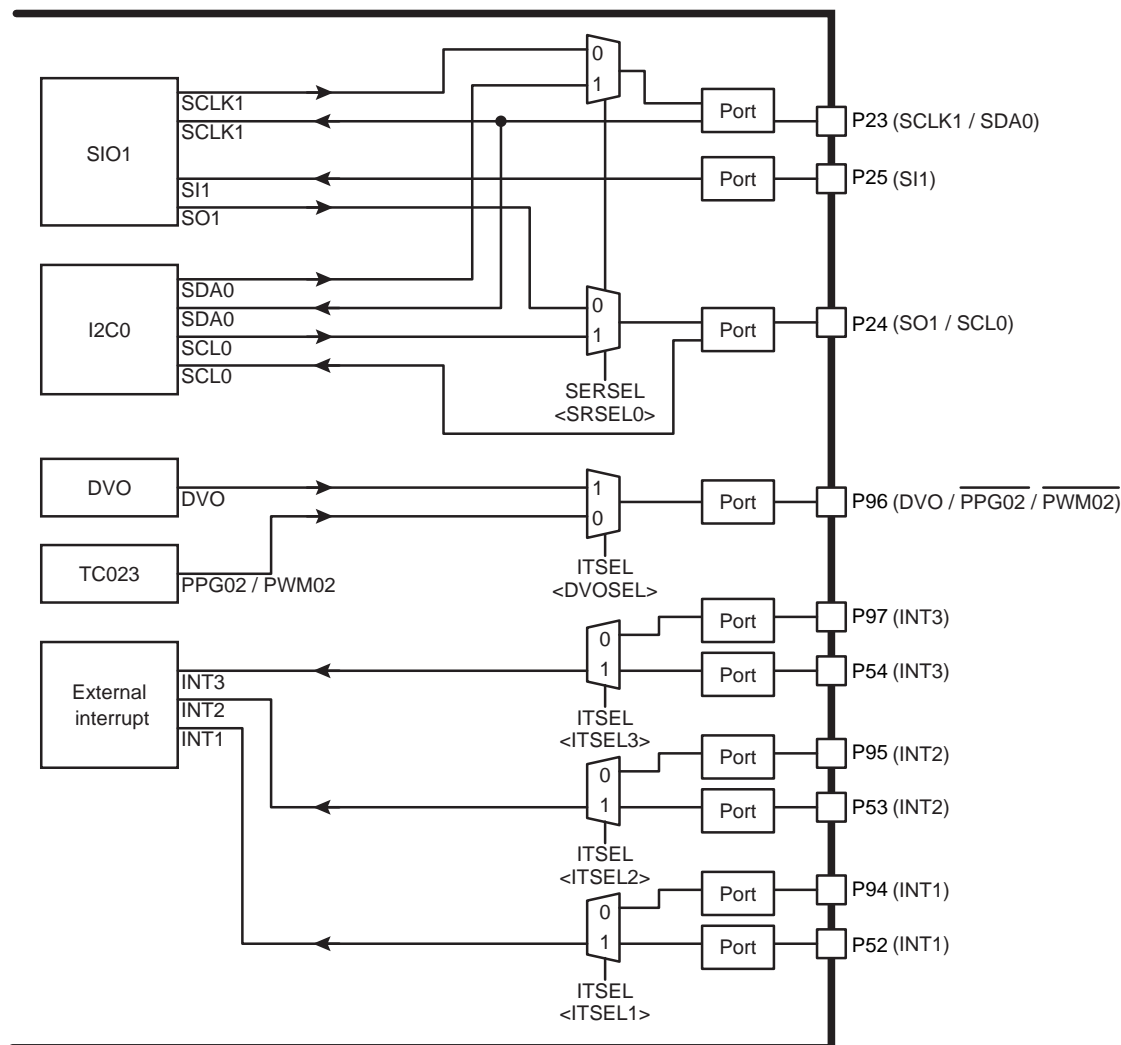 0
1
SCLK1
SCLK1
SIO1
SI1
SO1
Port
P23 (SCLK1 / SDA0)
Port
P25 (SI1)
I2C0
SDA0
SDA0
SCL0
SCL0
0
1
Port
P24 (SO1 / SCL0)
SERSEL
<SRSEL0>
DVO
DVO
TC023
PPG02 / PWM02
1
0
Port
P96 (DVO / PPG02 / PWM02)
ITSEL
<DVOSEL>
External
interrupt
INT3
INT2
INT1
0
1
Port
P97 (INT3)
Port
P54 (INT3)
ITSEL
<ITSEL3>
0
1
Port
P95 (INT2)
Port
P53 (INT2)
ITSEL
<ITSEL2>
0
1
Port
P94 (INT1)
Port
P52 (INT1)
ITSEL
<ITSEL1>